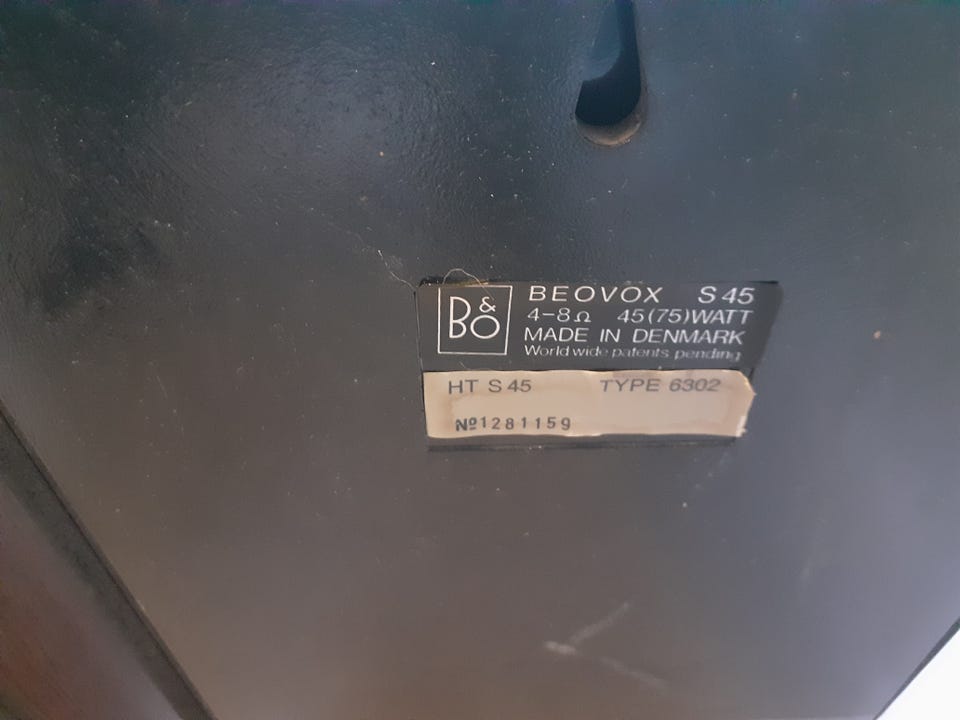 B&O
BEOVOX S45
4-8Ω 45(75)WATT
MADE IN DENMARK
World wide patents pending
HT S45 TYPE 6302
Nº1281159